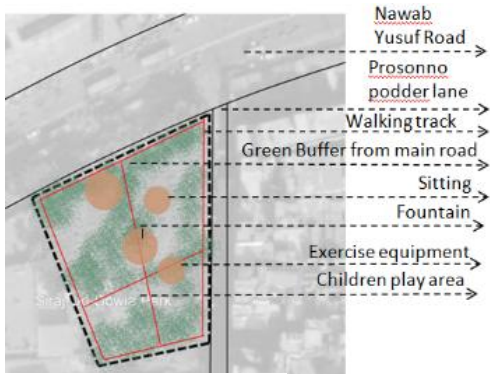 Nawab
Yusuf Road
Prosonno
podder lane
Walking track
Green Buffer from main road
Sitting
Fountain
Exercise equipment
Children play area
Park